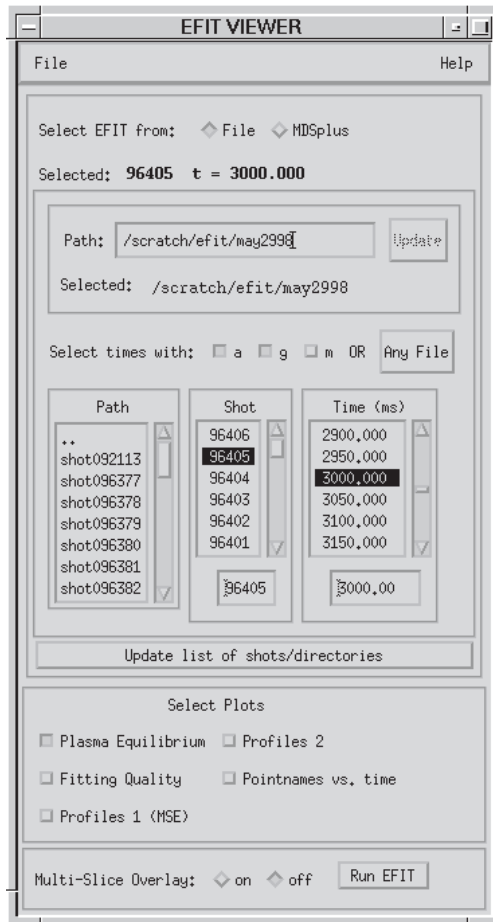 EFIT VIEWER
File Help
Select EFIT from: File MDSplus
Selected: 96405 t = 3000.000
Path: /scratch/efit/may2998 Update
Selected: /scratch/efit/may2998
Select times with: a g m OR Any File
Path Shot Time (ms)
..
shot092113
shot096377
shot096378
shot096379
shot096380
shot096381
shot096382
96406
96405
96404
96403
96402
96401
96405
2900.000
2950.000
3000.000
3050.000
3100.000
3150.000
3000.00
Update list of shots/directories
Select Plots
Plasma Equilibrium Profiles 2
Fitting Quality Pointnames vs. time
Profiles 1 (MSE)
Multi-Slice Overlay: on off Run EFIT